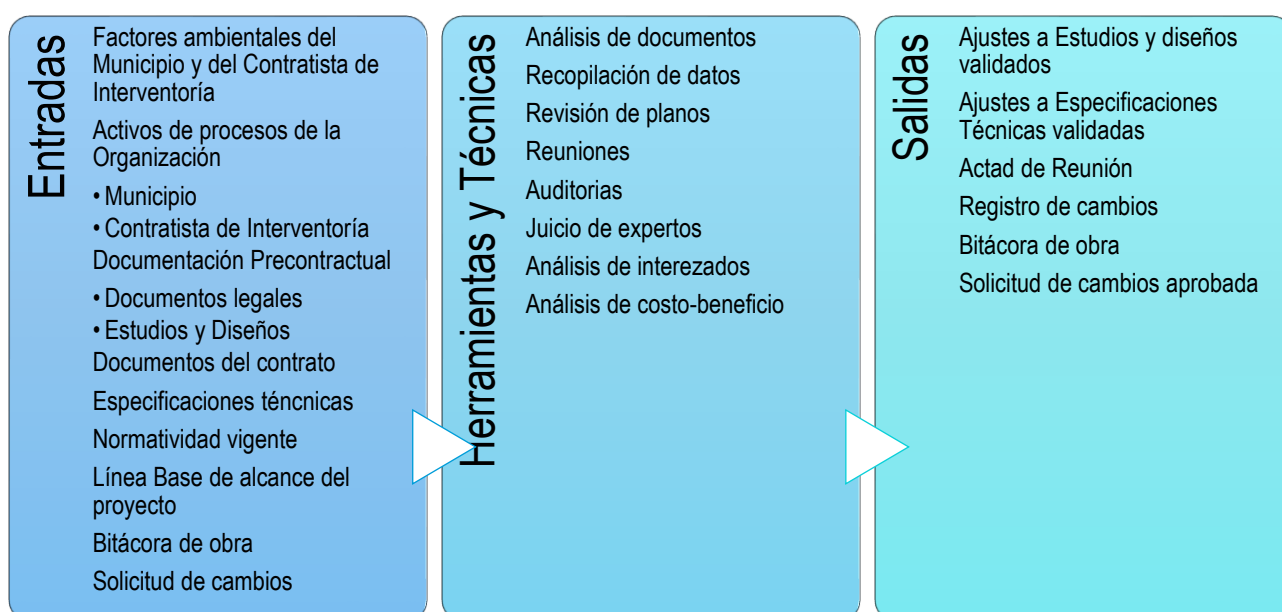 Entradas
Factores ambientales del
Municipio y del Contratista de
Interventoría
Activos de procesos de la
Organización
• Municipio
• Contratista de Interventoría
Documentación Precontractual
• Documentos legales
• Estudios y Diseños
Documentos del contrato
Especificaciones téncnicas
Normatividad vigente
Línea Base de alcance del
proyecto
Bitácora de obra
Solicitud de cambios
Herramientas y Técnicas
Análisis de documentos
Recopilación de datos
Revisión de planos
Reuniones
Auditorias
Juicio de expertos
Análisis de interezados
Análisis de costo-beneficio
Salidas
Ajustes a Estudios y diseños
validados
Ajustes a Especificaciones
Técnicas validadas
Actad de Reunión
Registro de cambios
Bitácora de obra
Solicitud de cambios aprobada